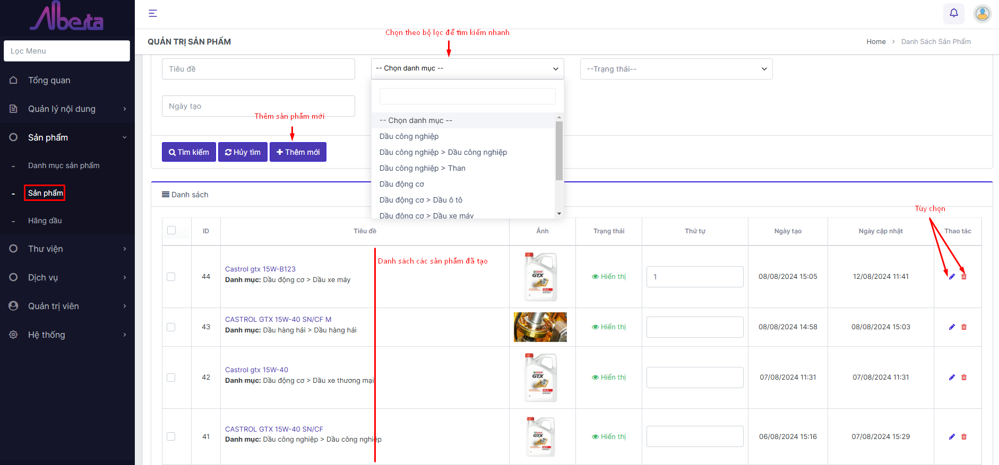 Alberta
Lọc Menu
Tổng quan
Quản lý nội dung
Sản phẩm
- Danh mục sản phẩm
- Sản phẩm
- Hãng dầu
Thư viện
Dịch vụ
Quản trị viên
Hệ thống
QUẢN TRỊ SẢN PHẨM
Chọn theo bộ lọc để tìm kiếm nhanh
Home > Danh Sách Sản Phẩm
Tiêu đề
-- Chọn danh mục --
--Trạng thái--
Ngày tạo
Thêm sản phẩm mới
-- Chọn danh mục --
Dầu công nghiệp
Dầu công nghiệp > Dầu công nghiệp
Dầu công nghiệp > Than
Dầu động cơ
Dầu động cơ > Dầu ô tô
Dầu động cơ > Dầu xe máy
Tìm kiếm
Hủy tìm
Thêm mới
Danh sách
Tùy chọn
ID Tiêu đề Ảnh Trạng thái Thứ tự Ngày tạo Ngày cập nhật Thao tác
Danh sách các sản phẩm đã tạo
Castrol gtx 15W-B123
44 Hiển thị 1 08/08/2024 15:05 12/08/2024 11:41
Danh mục: Dầu động cơ > Dầu xe máy
Castrol
GTX
CASTROL GTX 15W-40 SN/CF M
43 Hiển thị 08/08/2024 14:58 08/08/2024 15:03
Danh mục: Dầu hàng hải > Dầu hàng hải
Castrol gtx 15W-40
42 Hiển thị 07/08/2024 11:31 07/08/2024 11:31
Danh mục: Dầu động cơ > Dầu xe thương mại
Castrol
GTX
CASTROL GTX 15W-40 SN/CF
41 Hiển thị 06/08/2024 15:16 07/08/2024 15:29
Danh mục: Dầu công nghiệp > Dầu công nghiệp
Castrol
GTX